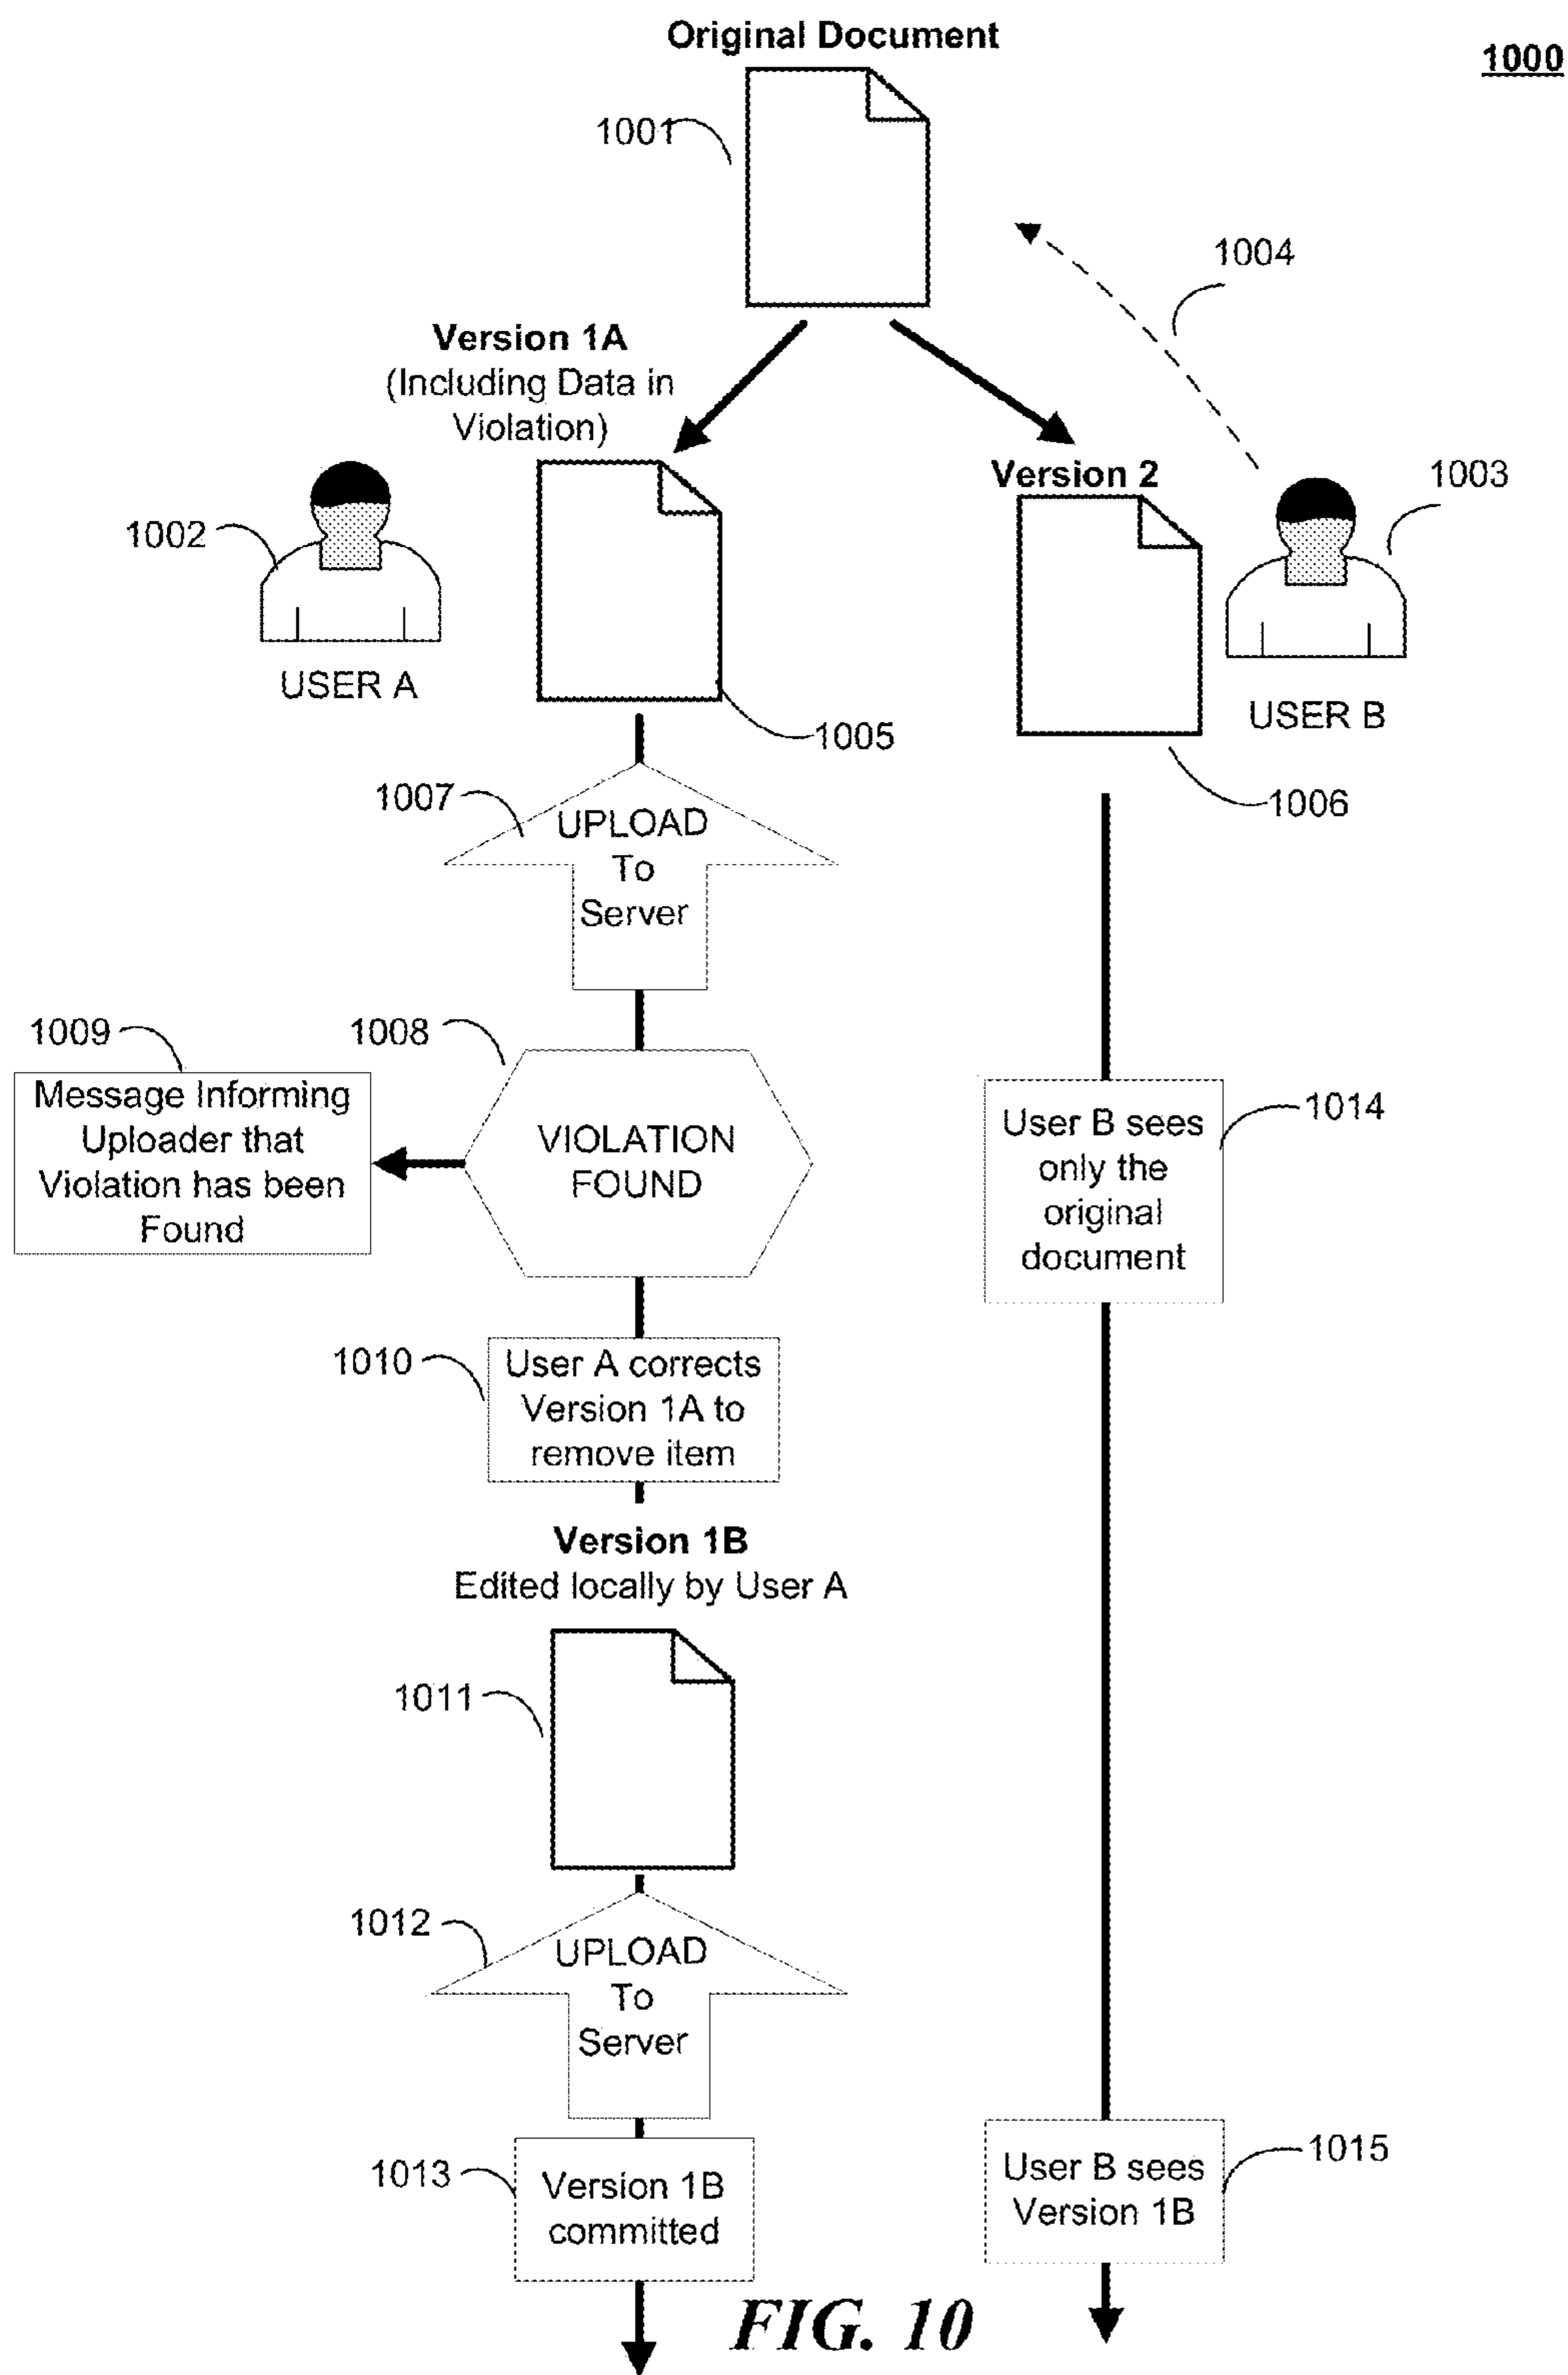 Original Document
1000
1001
1004
Version 1A
(Including Data in
Violation)
Version 2
1003
1002
USER A
USER B
1005
1006
1007
UPLOAD
To
Server
1009
1008
Message Informing
Uploader that
Violation has been
Found
VIOLATION
FOUND
User B sees
only the
original
document
1014
1010
User A corrects
Version 1A to
remove item
Version 1B
Edited locally by User A
1011
1012
UPLOAD
To
Server
1013
Version 1B
committed
User B sees
Version 1B
1015
FIG. 10